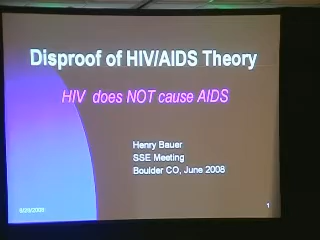 Disproof of HIV/AIDS Theory
HIV does NOT cause AIDS
Henry Bauer
SSE Meeting
Boulder CO, June 2008
1